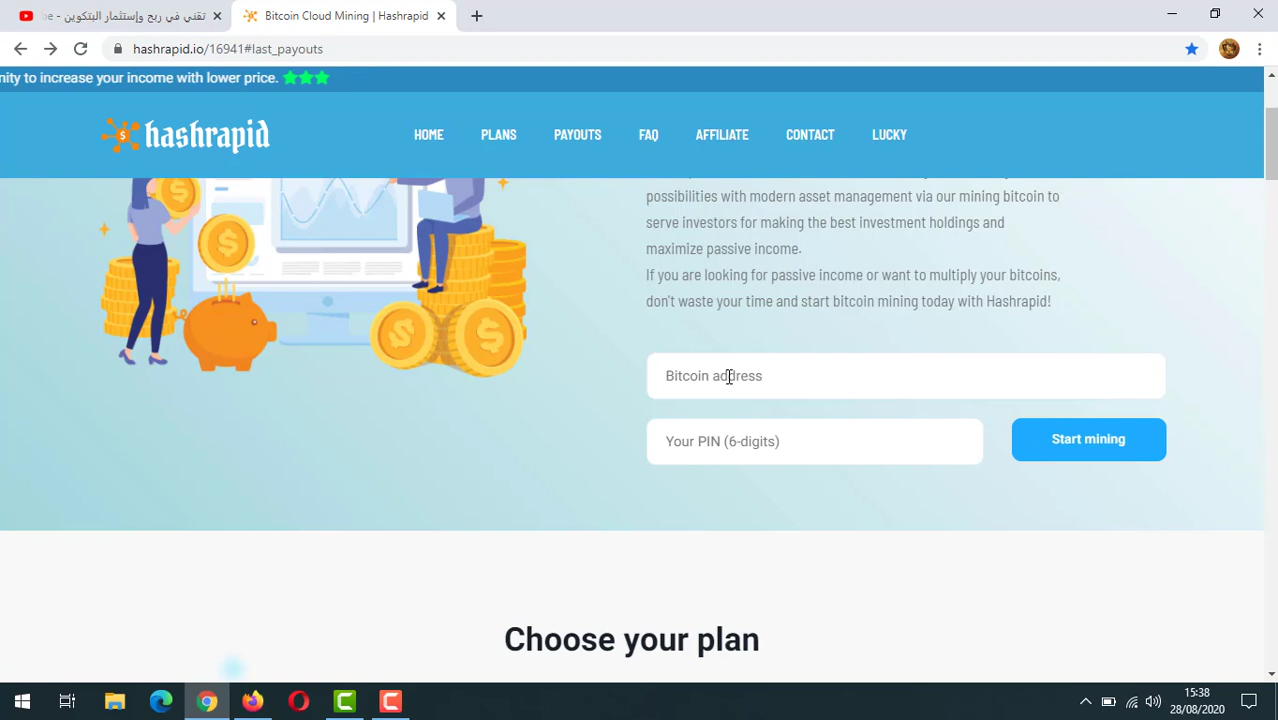 تقني في ربح وإستثمار البتكوين - be
Bitcoin Cloud Mining | Hashrapid
hashrapid.io/16941#last_payouts
nity to increase your income with lower price.
hashrapid
HOME
PLANS
PAYOUTS
FAQ
AFFILIATE
CONTACT
LUCKY
possibilities with modern asset management via our mining bitcoin to
serve investors for making the best investment holdings and
maximize passive income.
If you are looking for passive income or want to multiply your bitcoins,
don't waste your time and start bitcoin mining today with Hashrapid!
Bitcoin address
Your PIN (6-digits)
Start mining
Choose your plan
15:38
28/08/2020